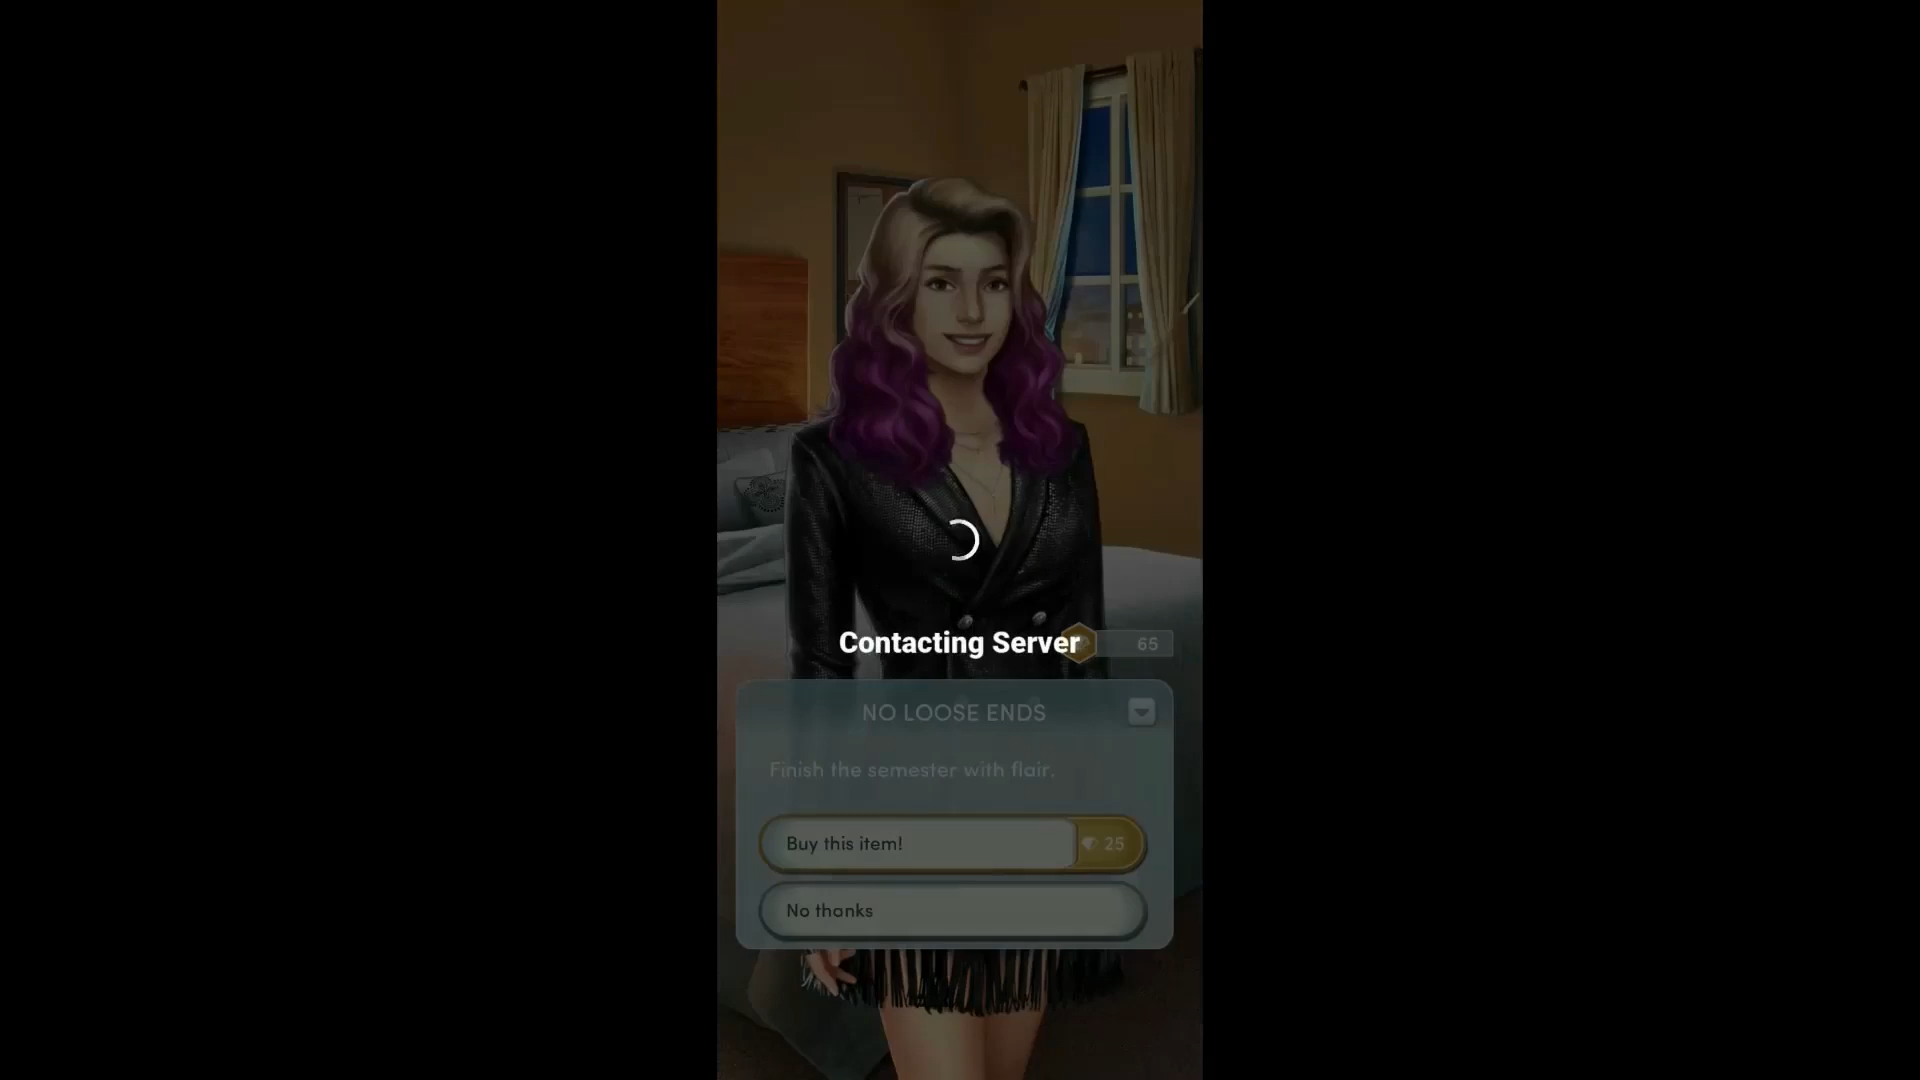 Contacting Server
65
NO LOOSE ENDS
Finish the semester with flair.
Buy this item! 25
No thanks